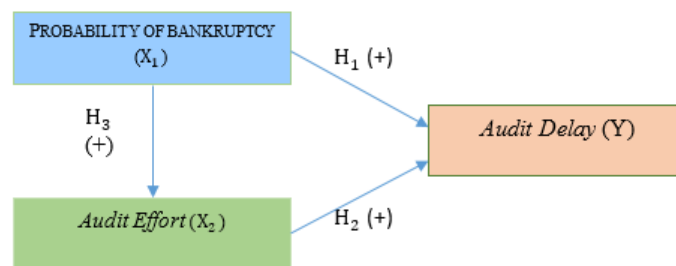 PROBABILITY OF BANKRUPTCY
(X₁)
H₁ (+)
H₃
(+)
Audit Delay (Y)
Audit Effort (X₂)
H₂ (+)